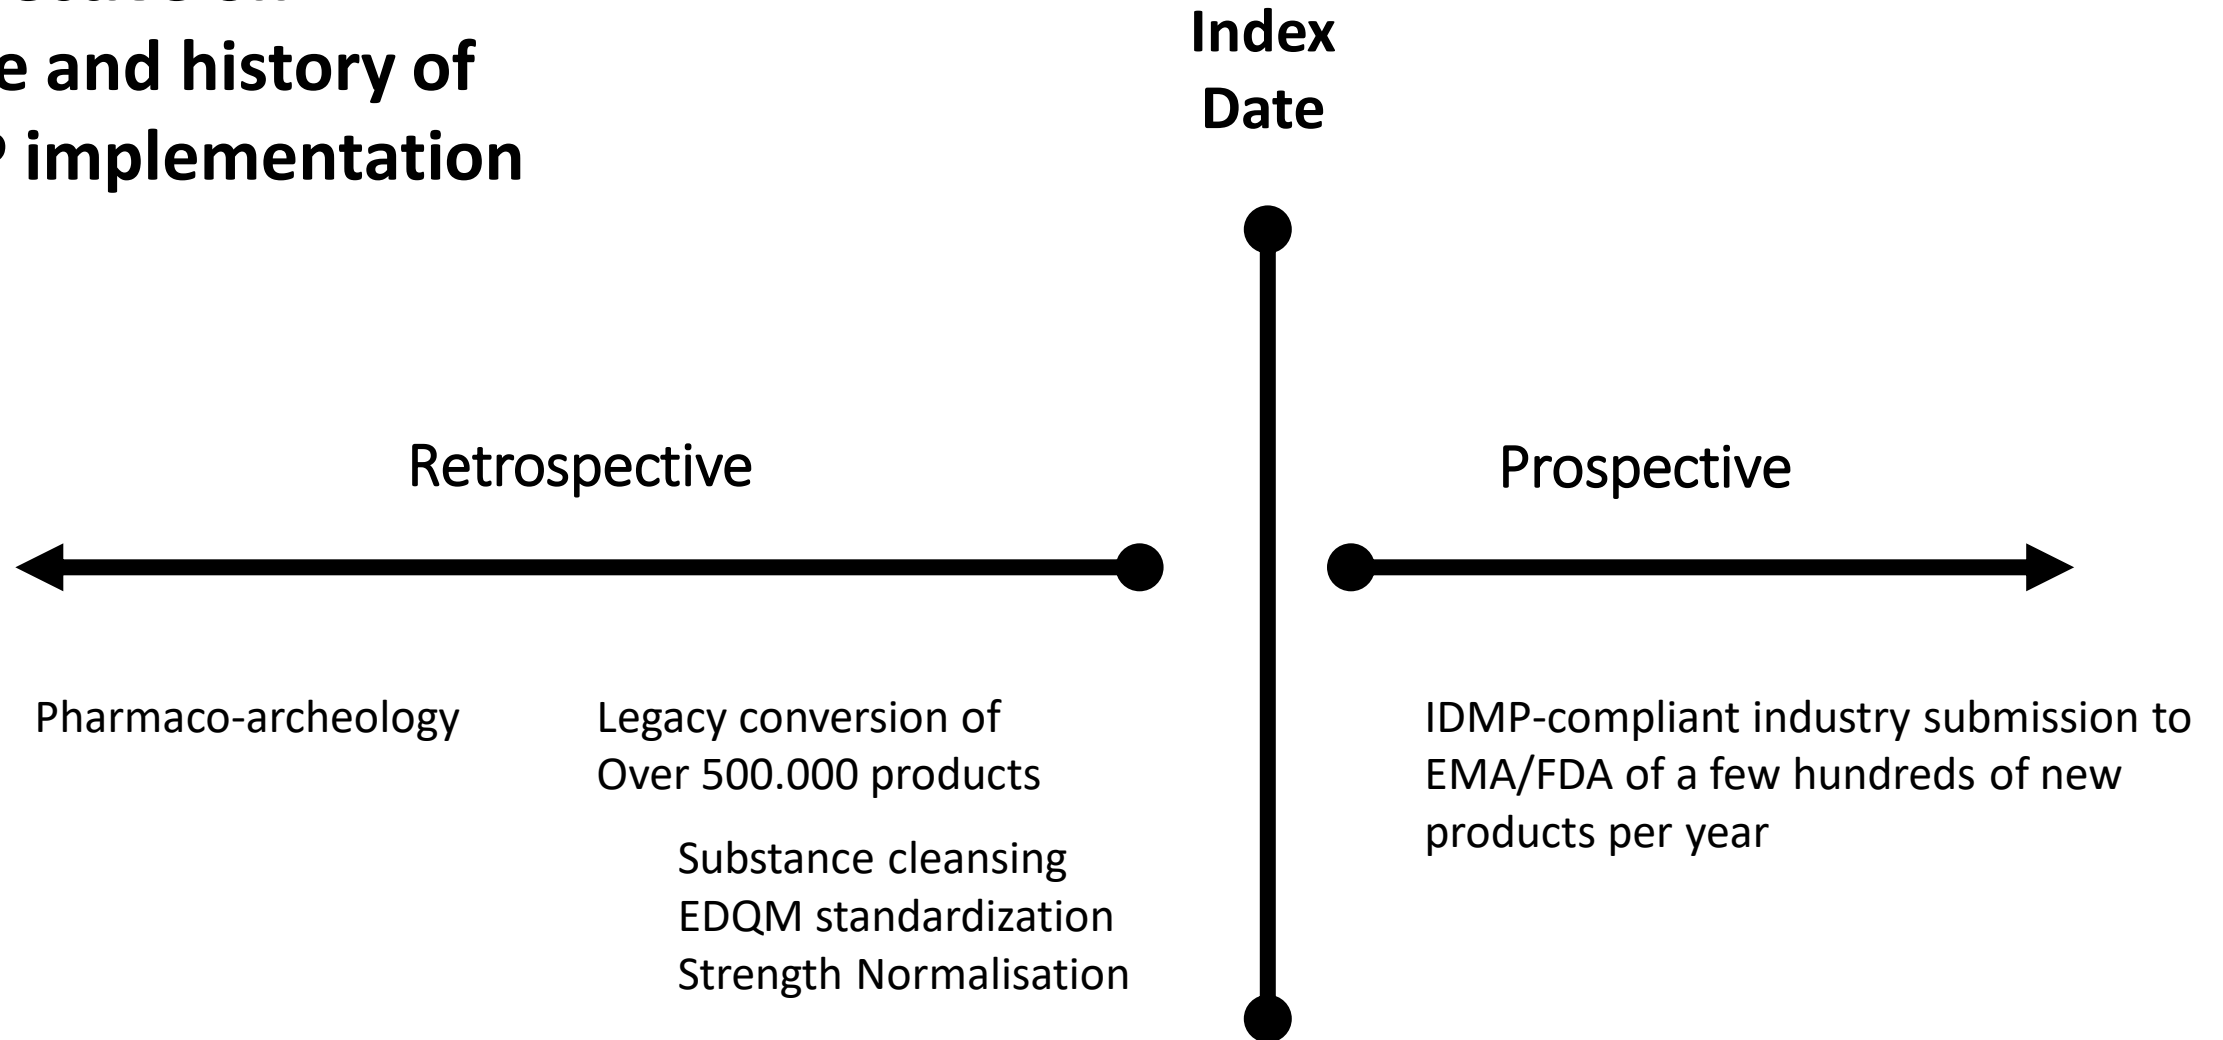 e and history of
P implementation
Index
Date
Retrospective
Prospective
Pharmaco-archeology
Legacy conversion of
Over 500.000 products
Substance cleansing
EDQM standardization
Strength Normalisation
IDMP-compliant industry submission to
EMA/FDA of a few hundreds of new
products per year